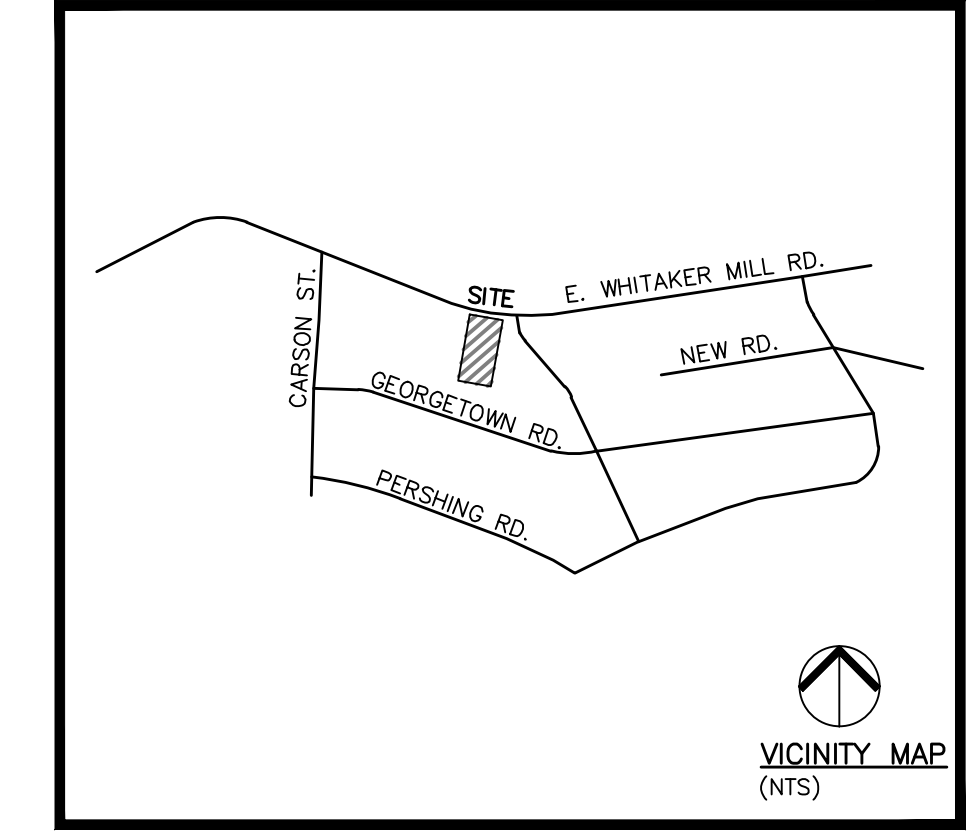 E. WHITAKER MILL RD.
SITE
CARSON ST.
NEW RD.
GEORGETOWN RD.
PERSHING RD.
VICINITY MAP
(NTS)